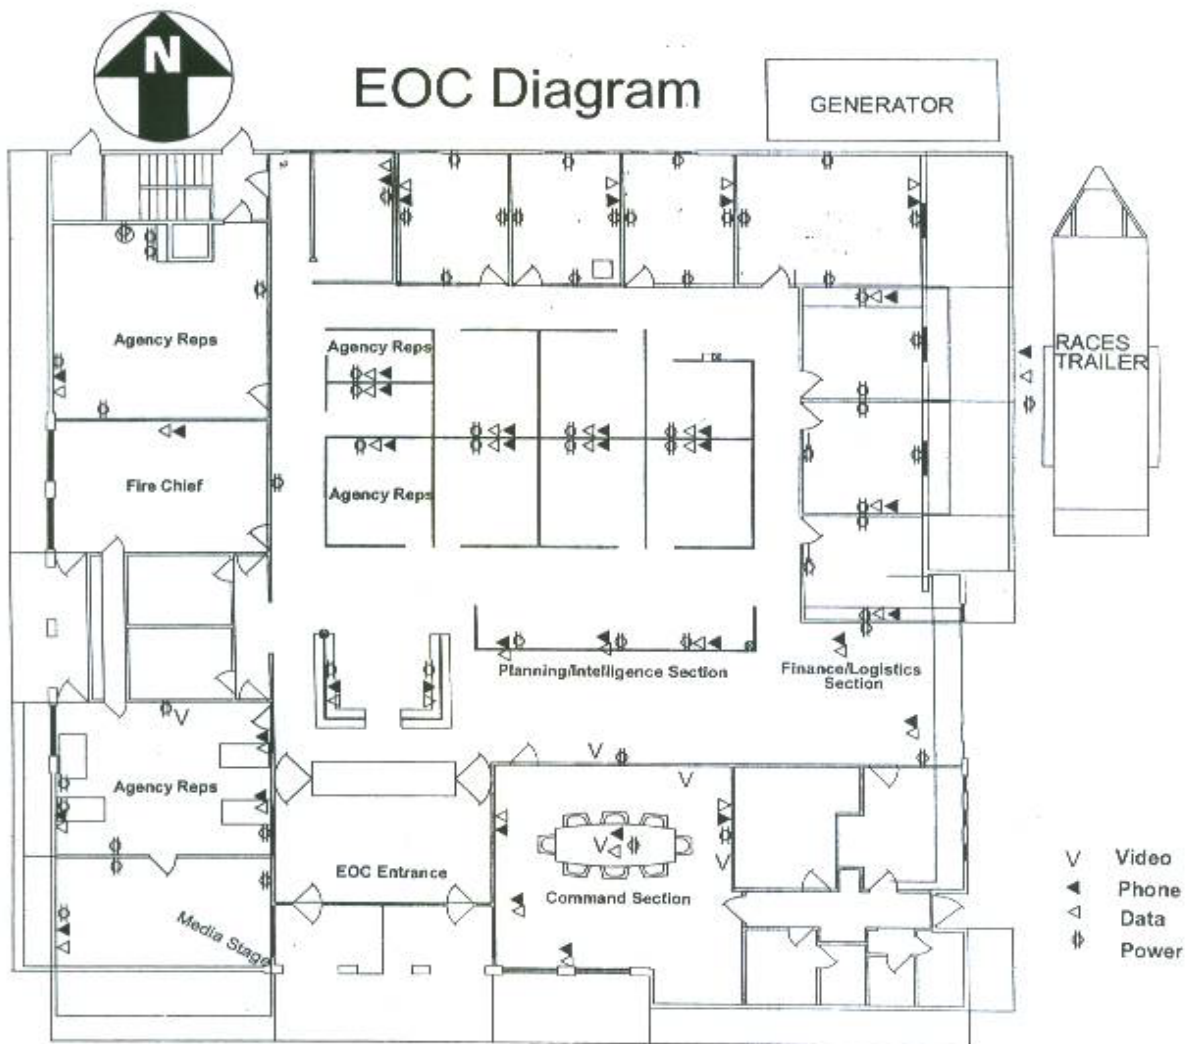 N
EOC Diagram
GENERATOR
RACES
TRAILER
Agency Reps
Agency Reps
Fire Chief
Agency Reps
Planning/Intelligence Section
Finance/Logistics
Section
Agency Reps
EOC Entrance
Command Section
Media Stage
V Video
Phone
Data
Power